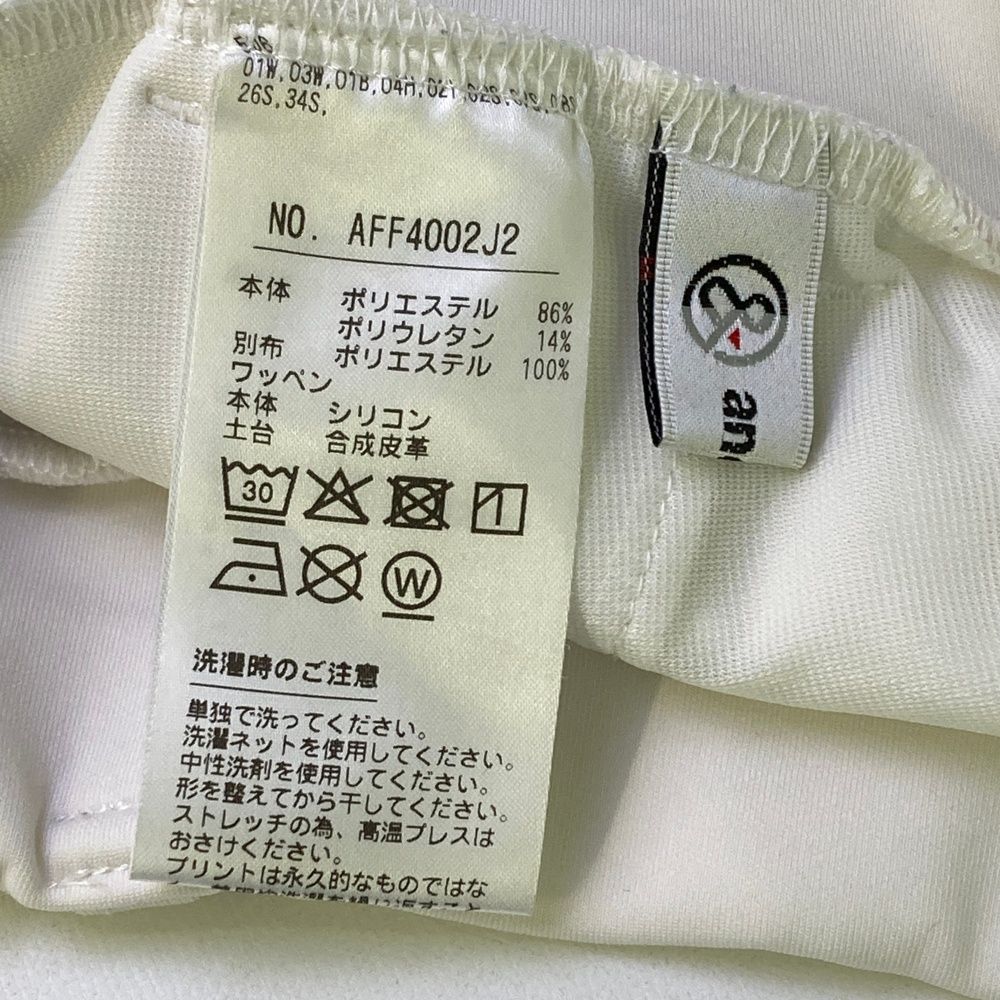 01W,03W,01B,04H,02Y,02S,
26S,34S,
NO. AFF4002J2
本体 ポリエステル 86%
ポリウレタン 14%
別布 ポリエステル 100%
ワッペン
本体 シリコン
土台 合成皮革
30
W
洗濯時のご注意
単独で洗ってください。
洗濯ネットを使用してください。
中性洗剤を使用してください。
形を整えてから干してください。
ストレッチの為、高温プレスは
おさけください。
プリントは永久的なものではな
an